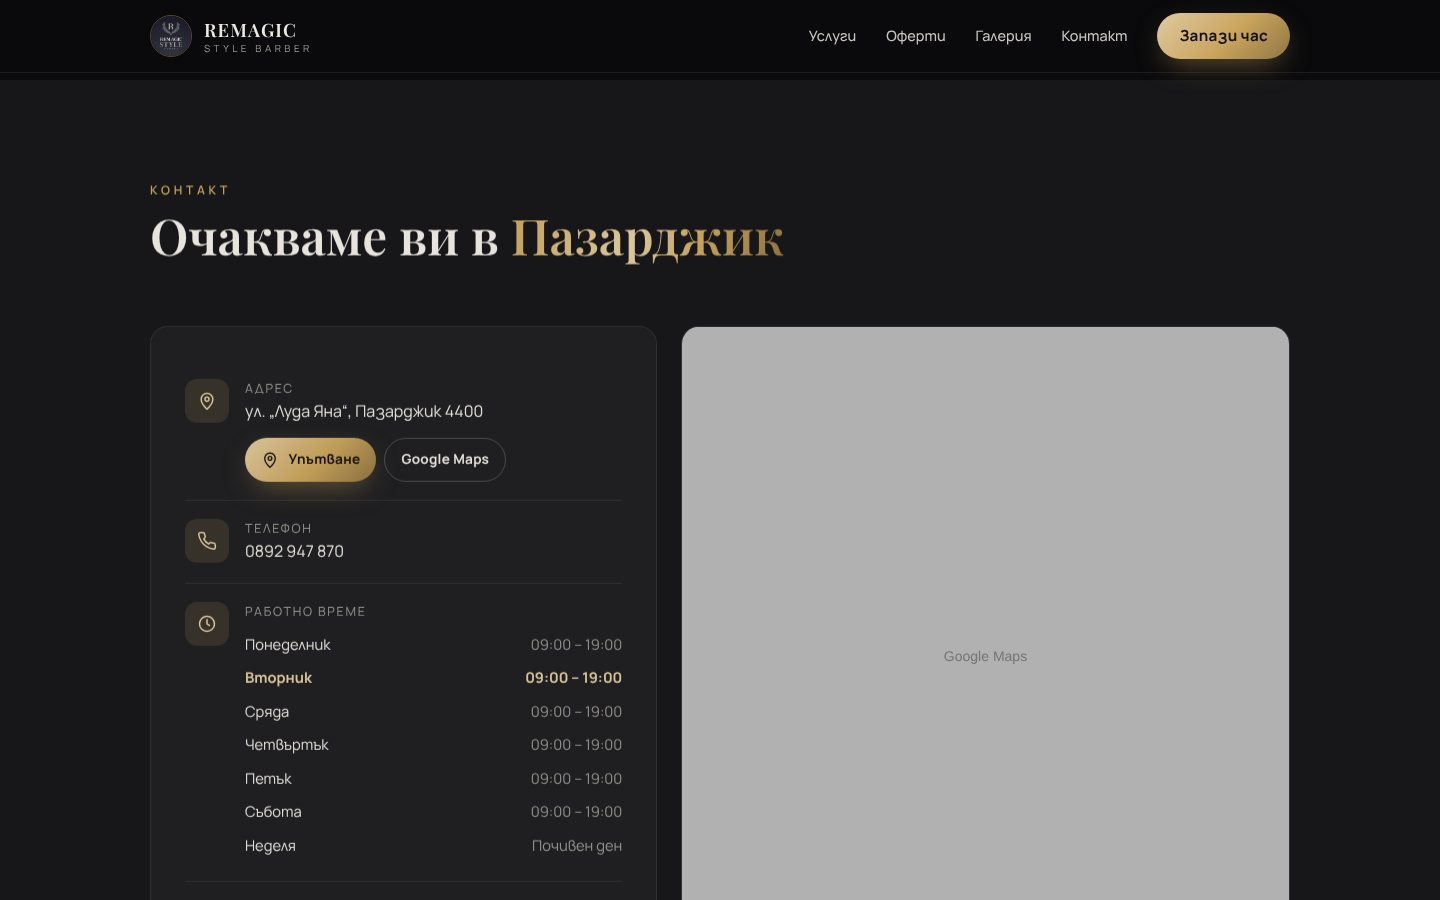 REMAGIC
STYLE BARBER
Услуги
Оферти
Галерия
Контакт
Запази час
КОНТАКТ
Очакваме ви в Пазарджик
АДРЕС
ул. „Луда Яна“, Пазарджик 4400
Упътване
Google Maps
ТЕЛЕФОН
0892 947 870
РАБОТНО ВРЕМЕ
Понеделник 09:00 – 19:00
Вторник 09:00 – 19:00
Сряда 09:00 – 19:00
Четвъртък 09:00 – 19:00
Петък 09:00 – 19:00
Събота 09:00 – 19:00
Неделя Почивен ден
Google Maps